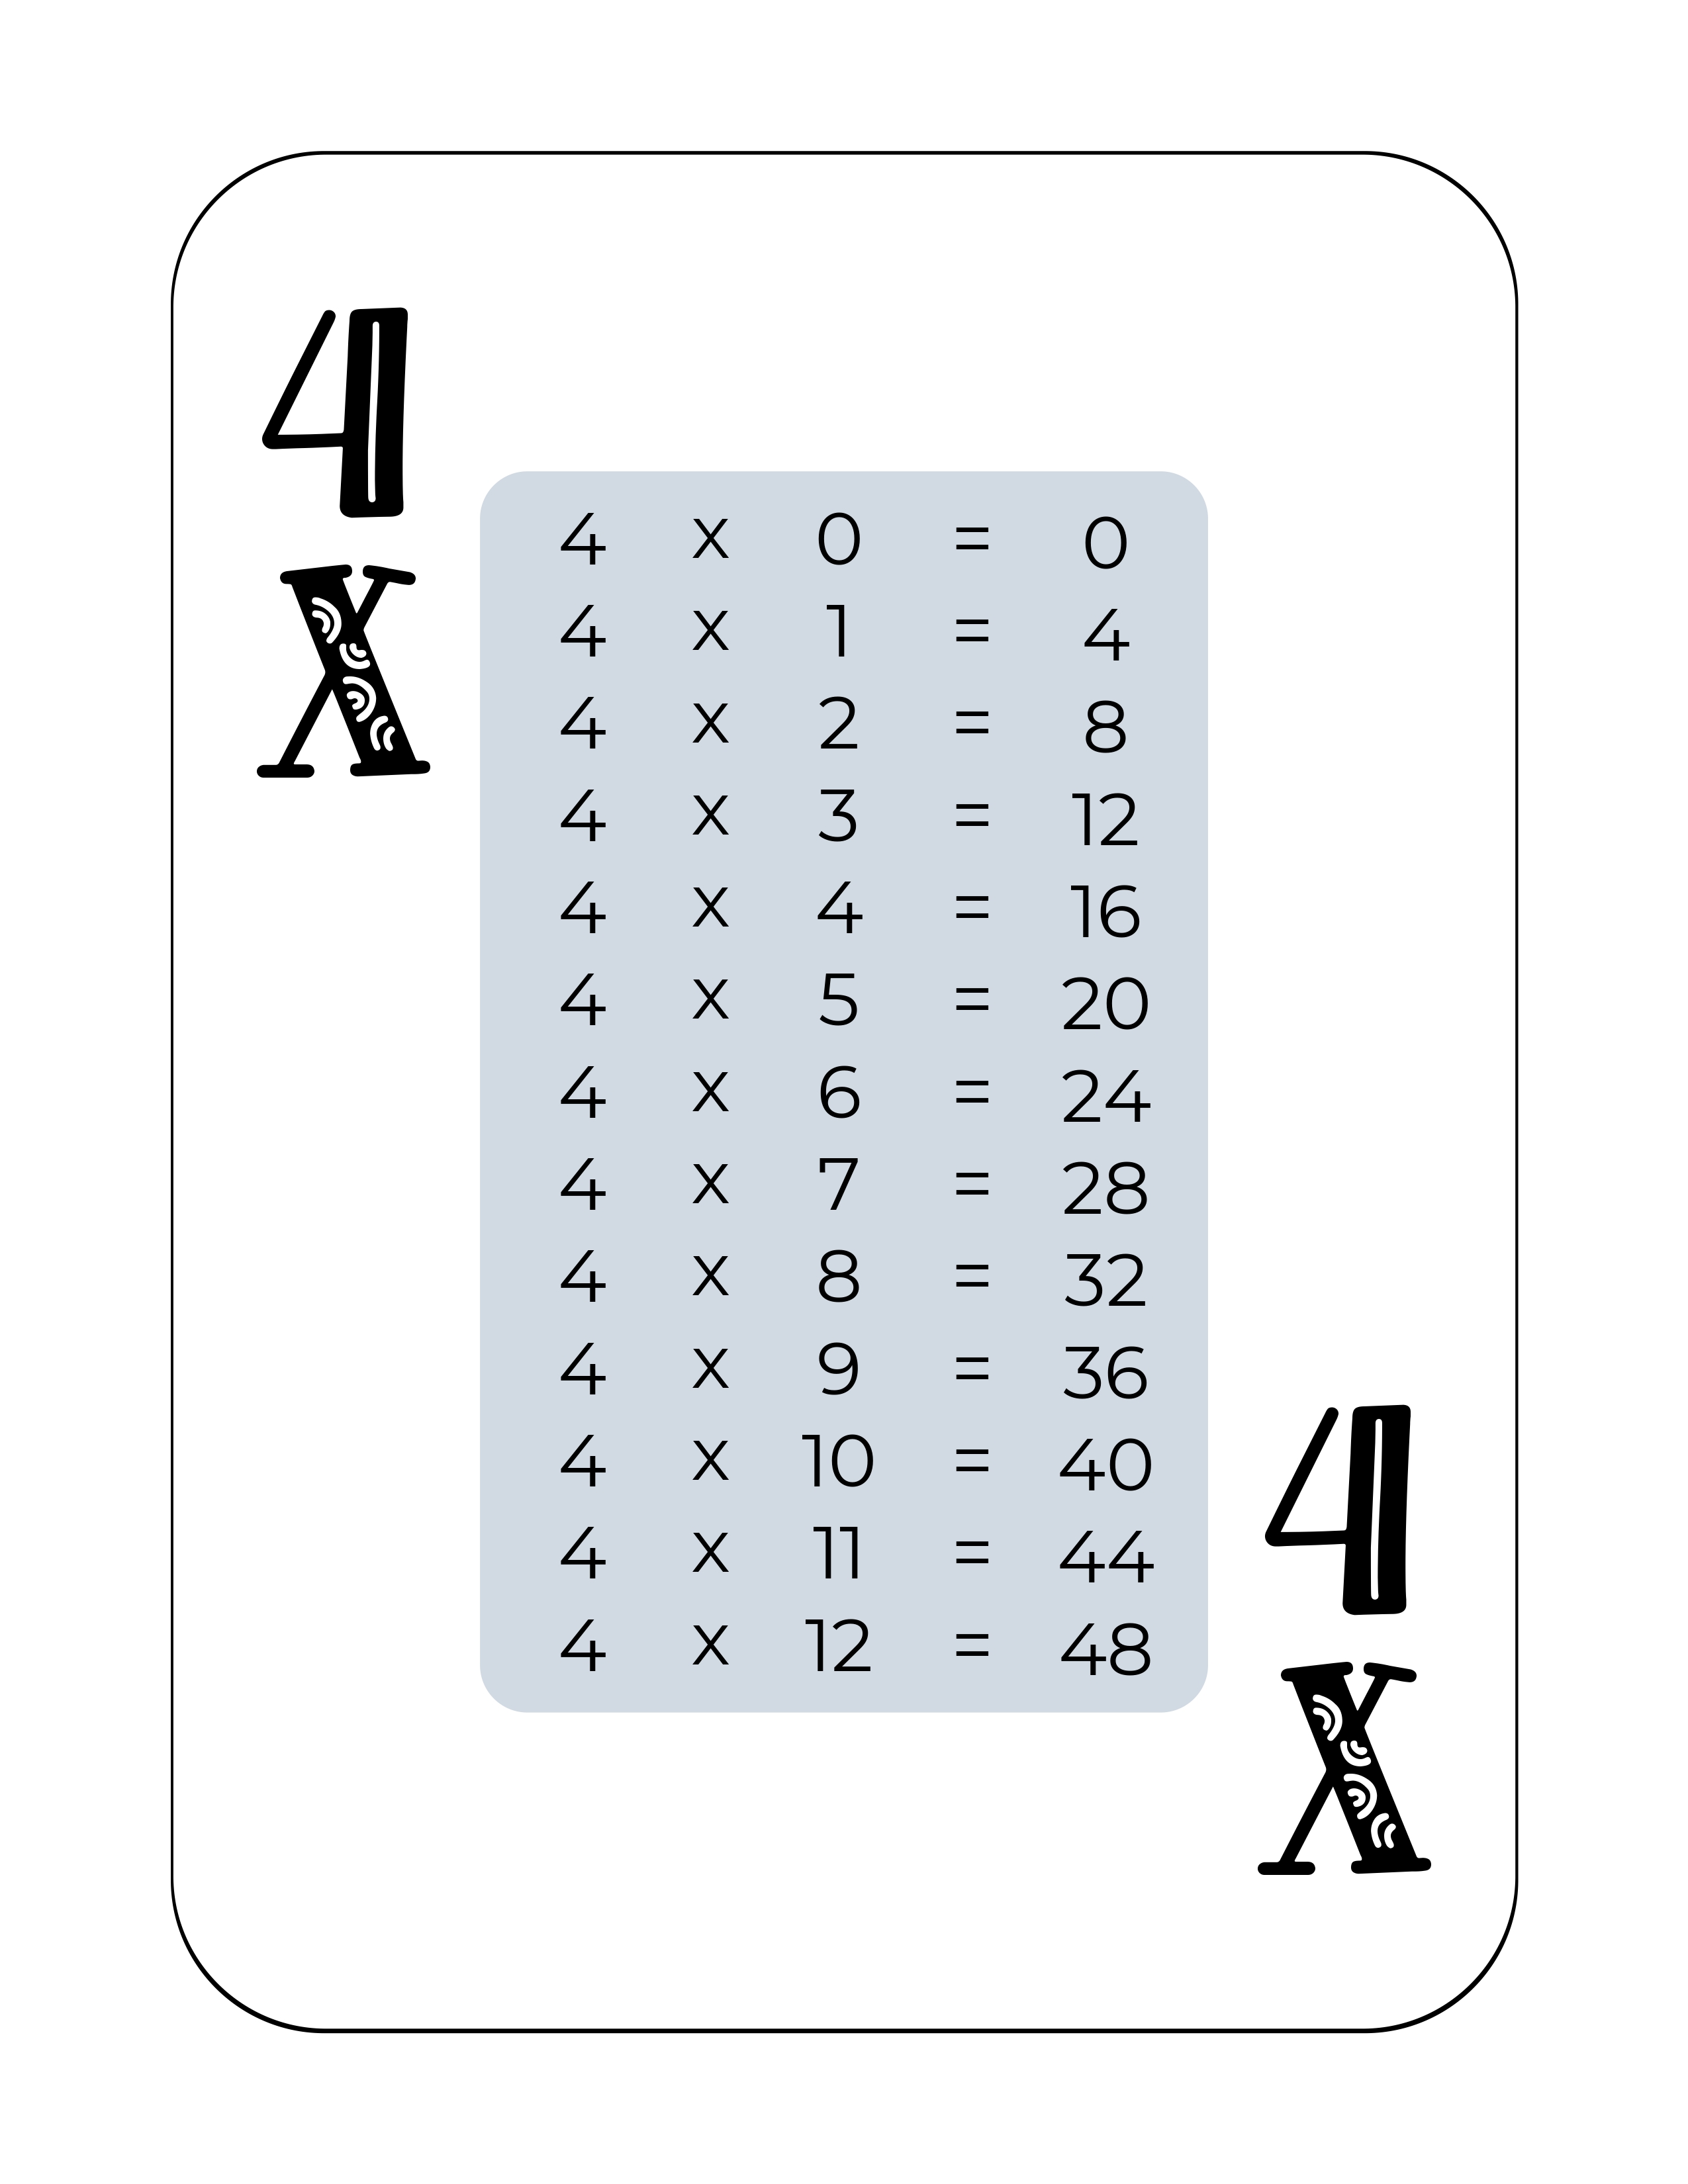 4
X
4 x 0 = 0
4 x 1 = 4
4 x 2 = 8
4 x 3 = 12
4 x 4 = 16
4 x 5 = 20
4 x 6 = 24
4 x 7 = 28
4 x 8 = 32
4 x 9 = 36
4 x 10 = 40
4 x 11 = 44
4 x 12 = 48
4
X